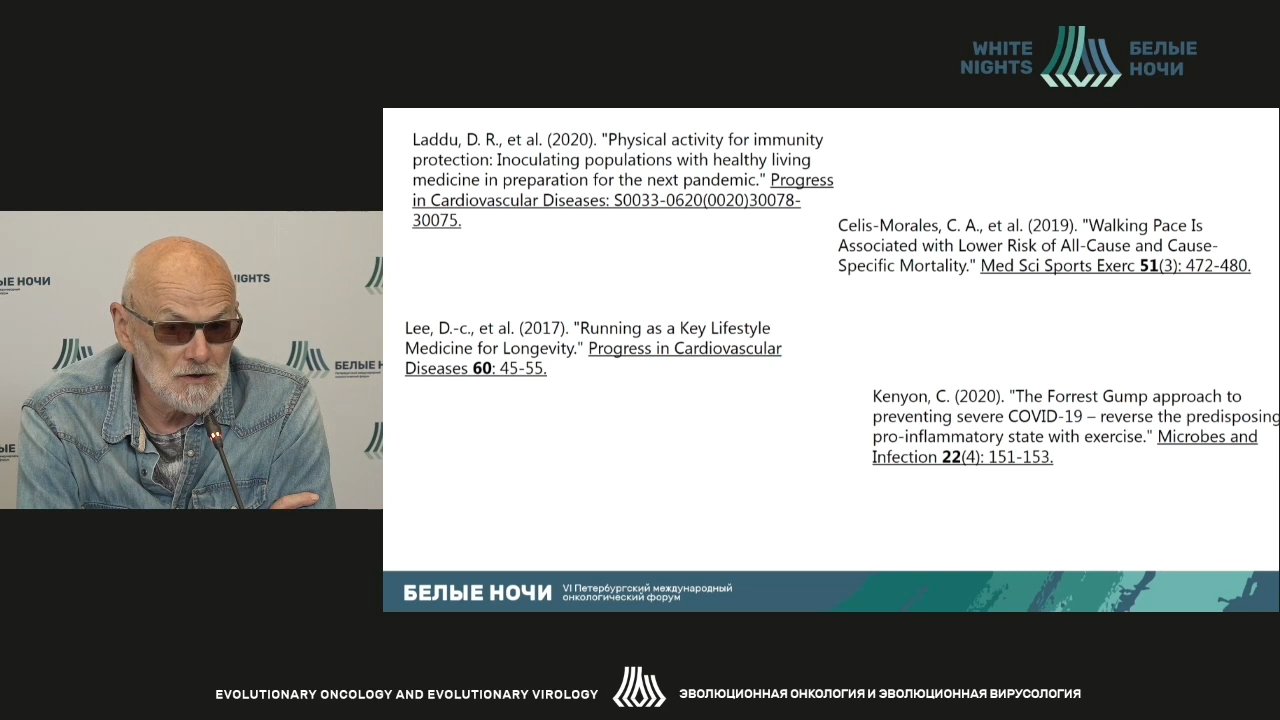 WHITE
NIGHTS
БЕЛЫЕ
НОЧИ
Laddu, D. R., et al. (2020). "Physical activity for immunity
protection: Inoculating populations with healthy living
medicine in preparation for the next pandemic." Progress
in Cardiovascular Diseases: S0033-0620(0020)30078-
30075.
Celis-Morales, C. A., et al. (2019). "Walking Pace Is
Associated with Lower Risk of All-Cause and Cause-
Specific Mortality." Med Sci Sports Exerc 51(3): 472-480.
Lee, D.-c., et al. (2017). "Running as a Key Lifestyle
Medicine for Longevity." Progress in Cardiovascular
Diseases 60: 45-55.
Kenyon, C. (2020). "The Forrest Gump approach to
preventing severe COVID-19 – reverse the predisposing
pro-inflammatory state with exercise." Microbes and
Infection 22(4): 151-153.
НОЧИ
NIGHTS
БЕЛЫЕ
БЕЛЫЕ НОЧИ
VI Петербургский международный
онкологический форум
EVOLUTIONARY ONCOLOGY AND EVOLUTIONARY VIROLOGY
ЭВОЛЮЦИОННАЯ ОНКОЛОГИЯ И ЭВОЛЮЦИОННАЯ ВИРУСОЛОГИЯ